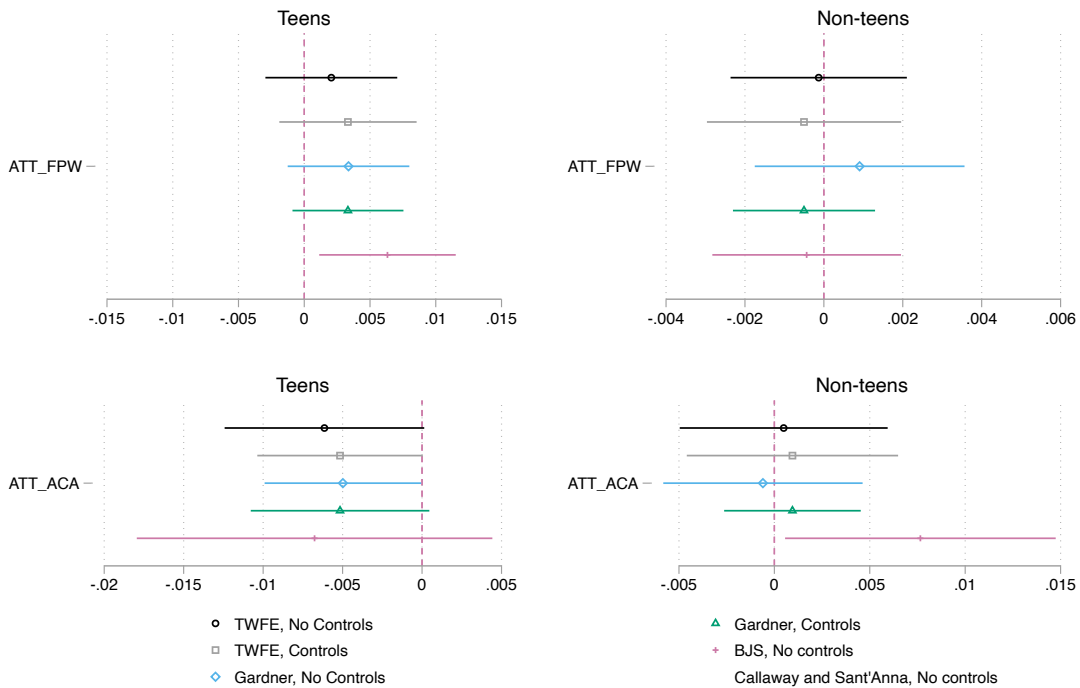 Teens
ATT_FPW
-.015 -.01 -.005 0 .005 .01 .015
Non-teens
ATT_FPW
-.004 -.002 0 .002 .004 .006
Teens
ATT_ACA
-.02 -.015 -.01 -.005 0 .005
Non-teens
ATT_ACA
-.005 0 .005 .01 .015
TWFE, No Controls
TWFE, Controls
Gardner, No Controls
Gardner, Controls
BJS, No controls
Callaway and Sant'Anna, No controls